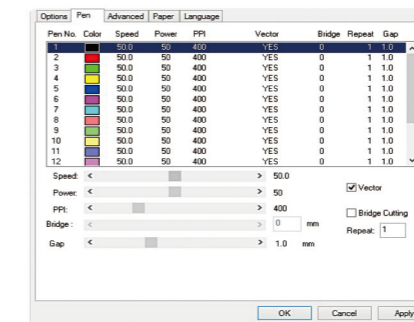 Options Pen Advanced Paper Language
Pen No. Color Speed Power PPI Vector Bridge Repeat Gap
1 50.0 50 400 YES 0 1 1.0
2 50.0 50 400 YES 0 1 1.0
3 50.0 50 400 YES 0 1 1.0
4 50.0 50 400 YES 0 1 1.0
5 50.0 50 400 YES 0 1 1.0
6 50.0 50 400 YES 0 1 1.0
7 50.0 50 400 YES 0 1 1.0
8 50.0 50 400 YES 0 1 1.0
9 50.0 50 400 YES 0 1 1.0
10 50.0 50 400 YES 0 1 1.0
11 50.0 50 400 YES 0 1 1.0
12 50.0 50 400 YES 0 1 1.0
Speed: 50.0
Power: 50 Vector
PPI: 400 Bridge Cutting
Bridge : 0 mm Repeat: 1
Gap 1.0 mm
OK Cancel Apply